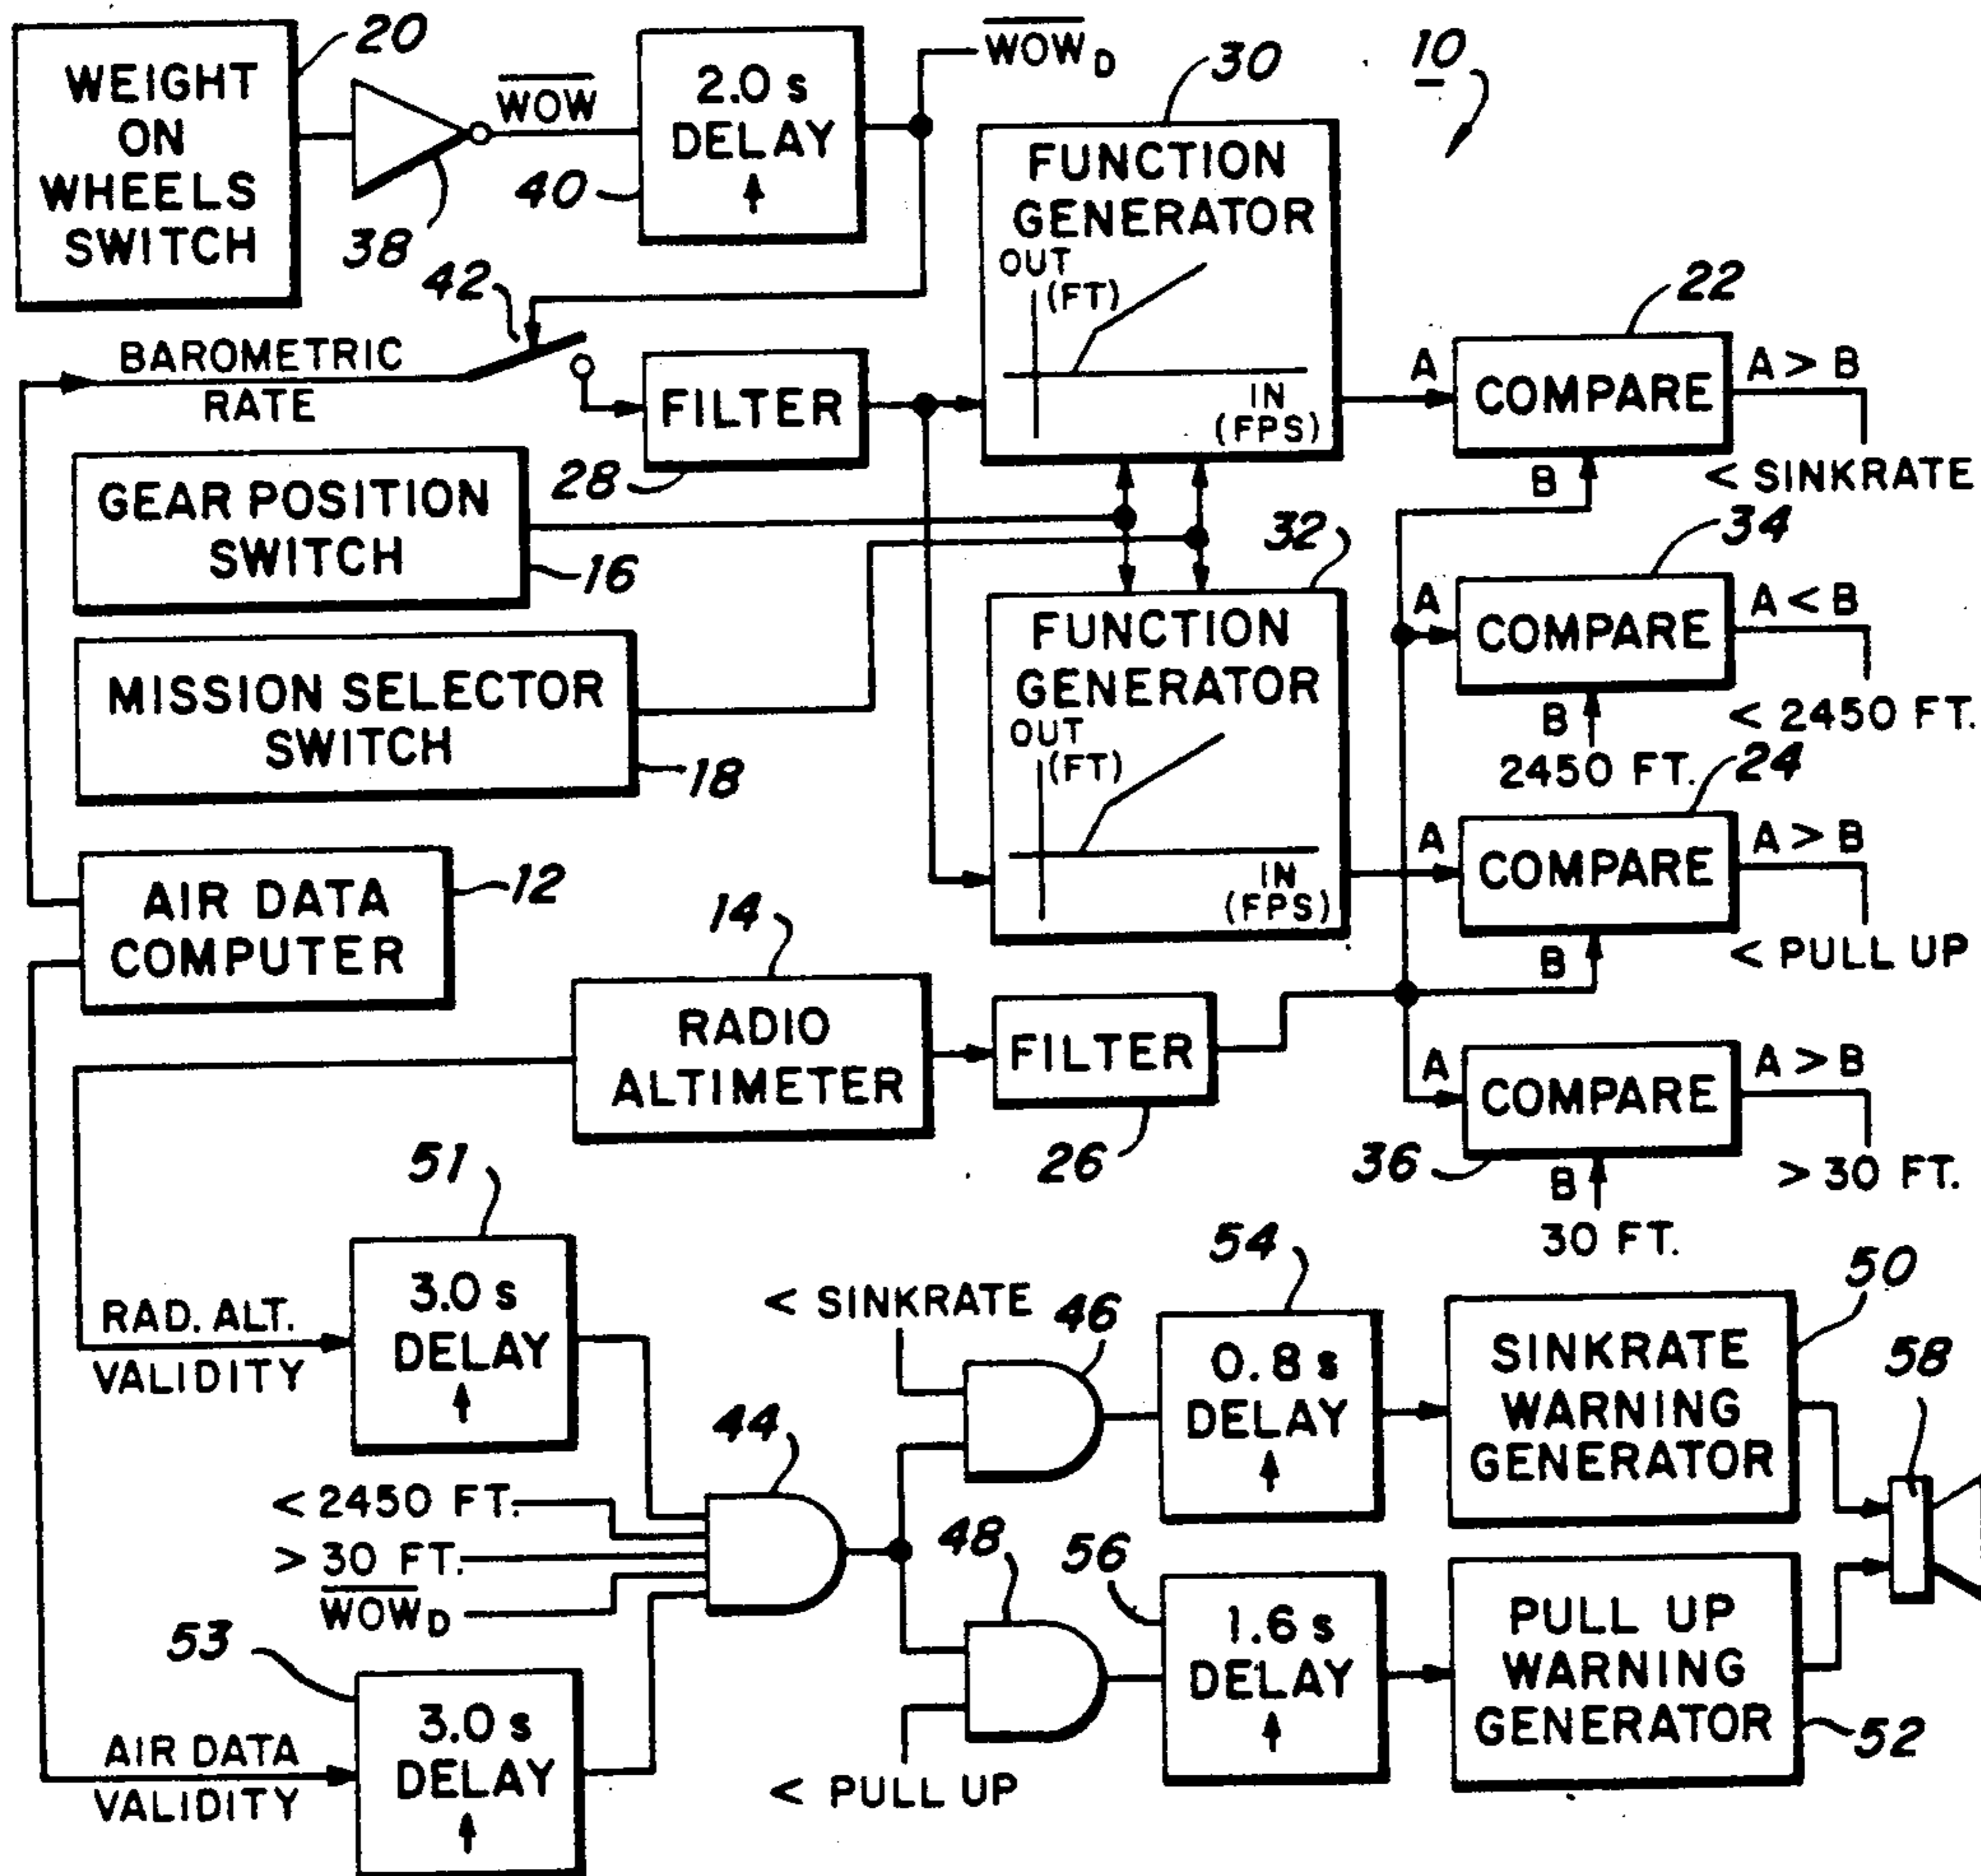 20
WEIGHT
ON
WHEELS
SWITCH
38
WOW
2.0 s
DELAY
40
WOW D
30
10
FUNCTION
GENERATOR
OUT
(FT)
IN
(FPS)
42
BAROMETRIC
RATE
FILTER
28
22
A
COMPARE
A > B
B
< SINKRATE
GEAR POSITION
SWITCH
16
32
34
A
COMPARE
A < B
B
2450 FT.
< 2450 FT.
MISSION SELECTOR
SWITCH
18
FUNCTION
GENERATOR
OUT
(FT)
IN
(FPS)
24
A
COMPARE
A > B
B
< PULL UP
AIR DATA
COMPUTER
12
14
RADIO
ALTIMETER
FILTER
26
A
COMPARE
A > B
36
B
30 FT.
> 30 FT.
51
RAD. ALT.
VALIDITY
3.0 s
DELAY
44
< 2450 FT.
> 30 FT.
WOW D
53
AIR DATA
VALIDITY
3.0 s
DELAY
< SINKRATE
46
54
0.8 s
DELAY
50
SINKRATE
WARNING
GENERATOR
58
48
56
1.6 s
DELAY
PULL UP
WARNING
GENERATOR
52
< PULL UP